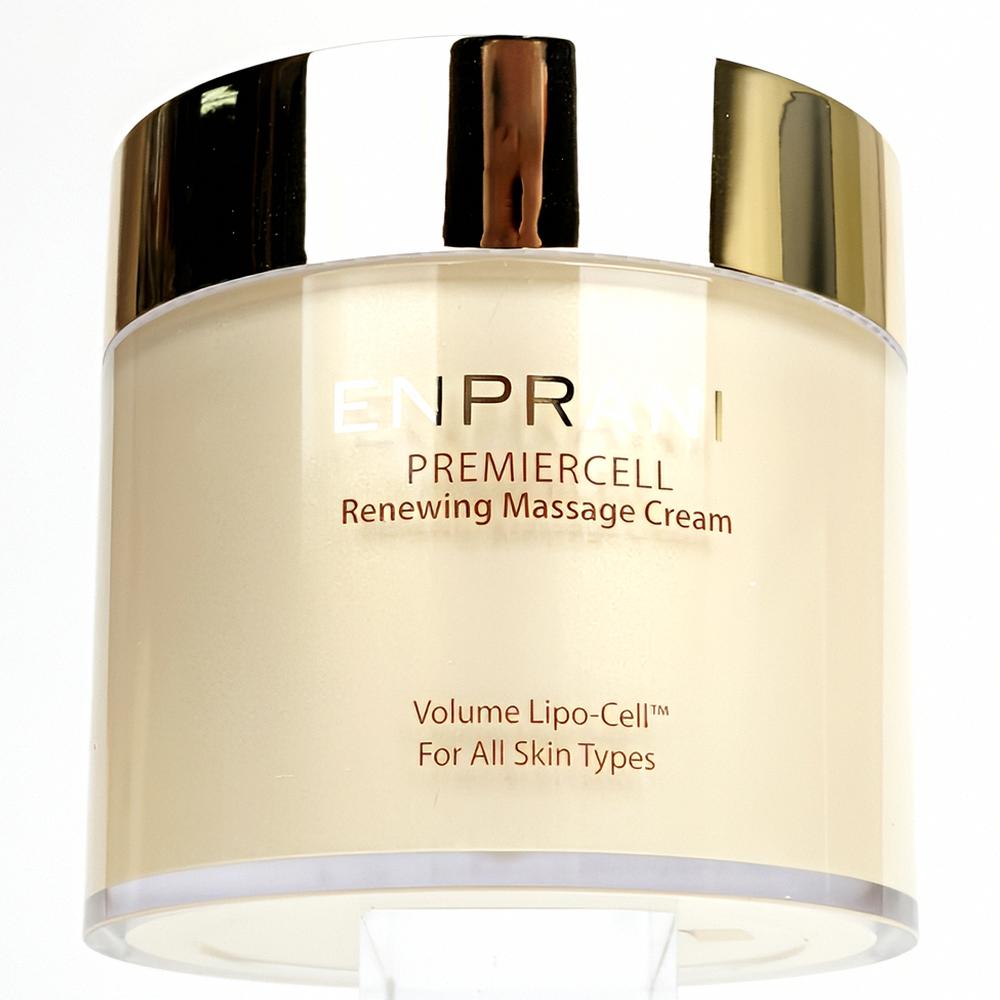 ENPRANI
PREMIERCELL
Renewing Massage Cream
Volume Lipo-Cell™
For All Skin Types